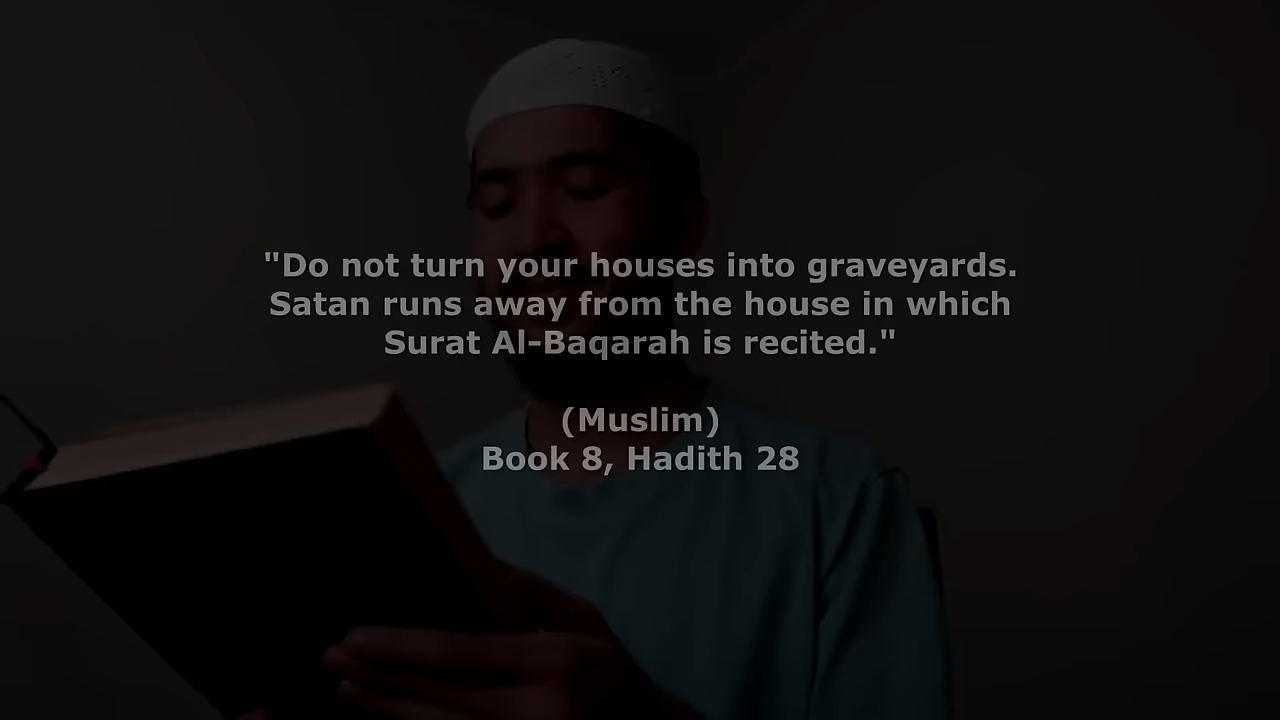 "Do not turn your houses into graveyards.
Satan runs away from the house in which
Surat Al-Baqarah is recited."
(Muslim)
Book 8, Hadith 28